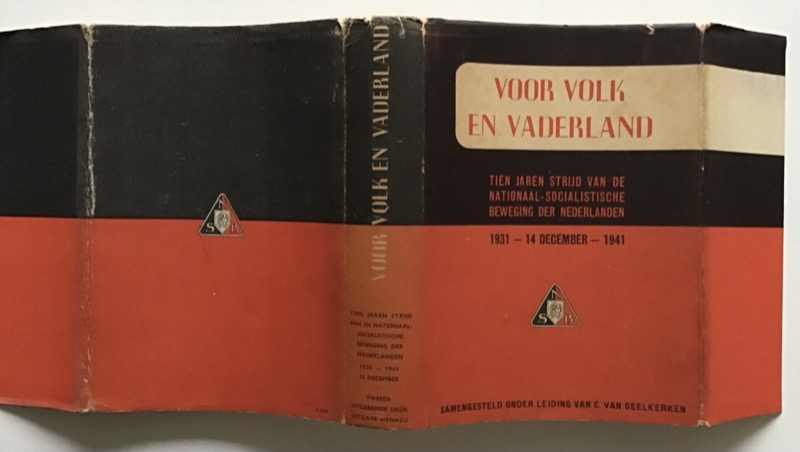 N
S B
VOOR VOLK EN VADERLAND
TIEN JAREN STRIJD
VAN DE NATIONAAL-
SOCIALISTISCHE
BEWEGING DER
NEDERLANDEN
1931 – 1941
14 DECEMBER
TWEEDE
UITGEBREIDE DRUK
UITGAVE NENASU
VOOR VOLK
EN VADERLAND
TIEN JAREN STRIJD VAN DE
NATIONAAL-SOCIALISTISCHE
BEWEGING DER NEDERLANDEN
1931 – 14 DECEMBER – 1941
N
S B
SAMENGESTELD ONDER LEIDING VAN C. VAN GEELKERKEN